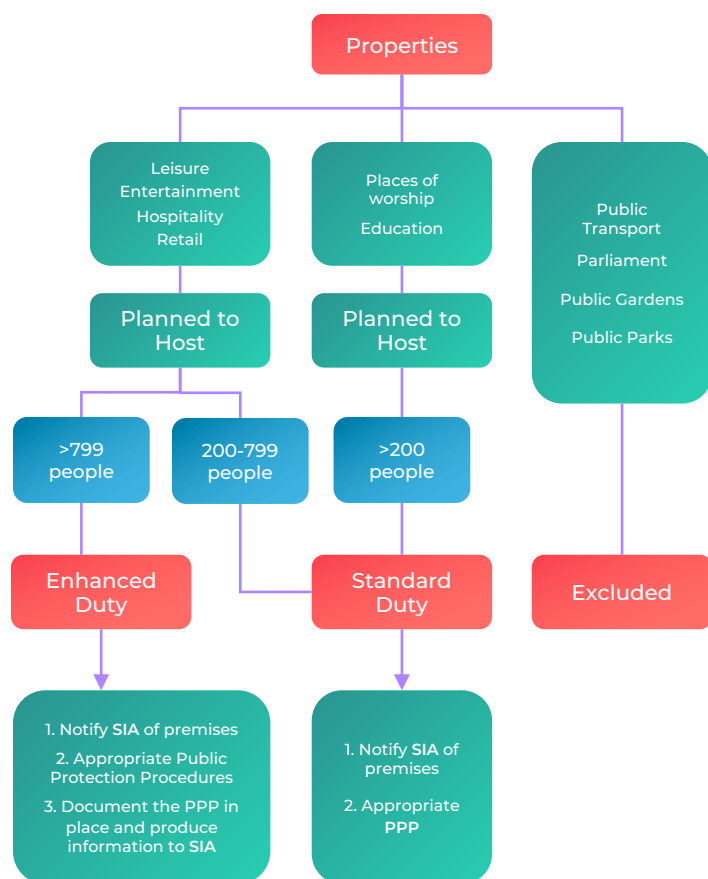 Properties
Leisure
Entertainment
Hospitality
Retail
Places of
worship
Education
Public
Transport
Parliament
Public Gardens
Public Parks
Planned to
Host
Planned to
Host
>799
people
200-799
people
>200
people
Enhanced
Duty
Standard
Duty
Excluded
1. Notify SIA of premises
2. Appropriate Public
Protection Procedures
3. Document the PPP in
place and produce
information to SIA
1. Notify SIA of
premises
2. Appropriate
PPP